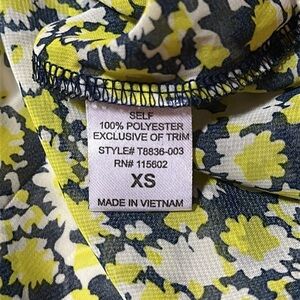 SELF
100% POLYESTER
EXCLUSIVE OF TRIM
STYLE# T8836-003
RN# 115602
XS
MADE IN VIETNAM